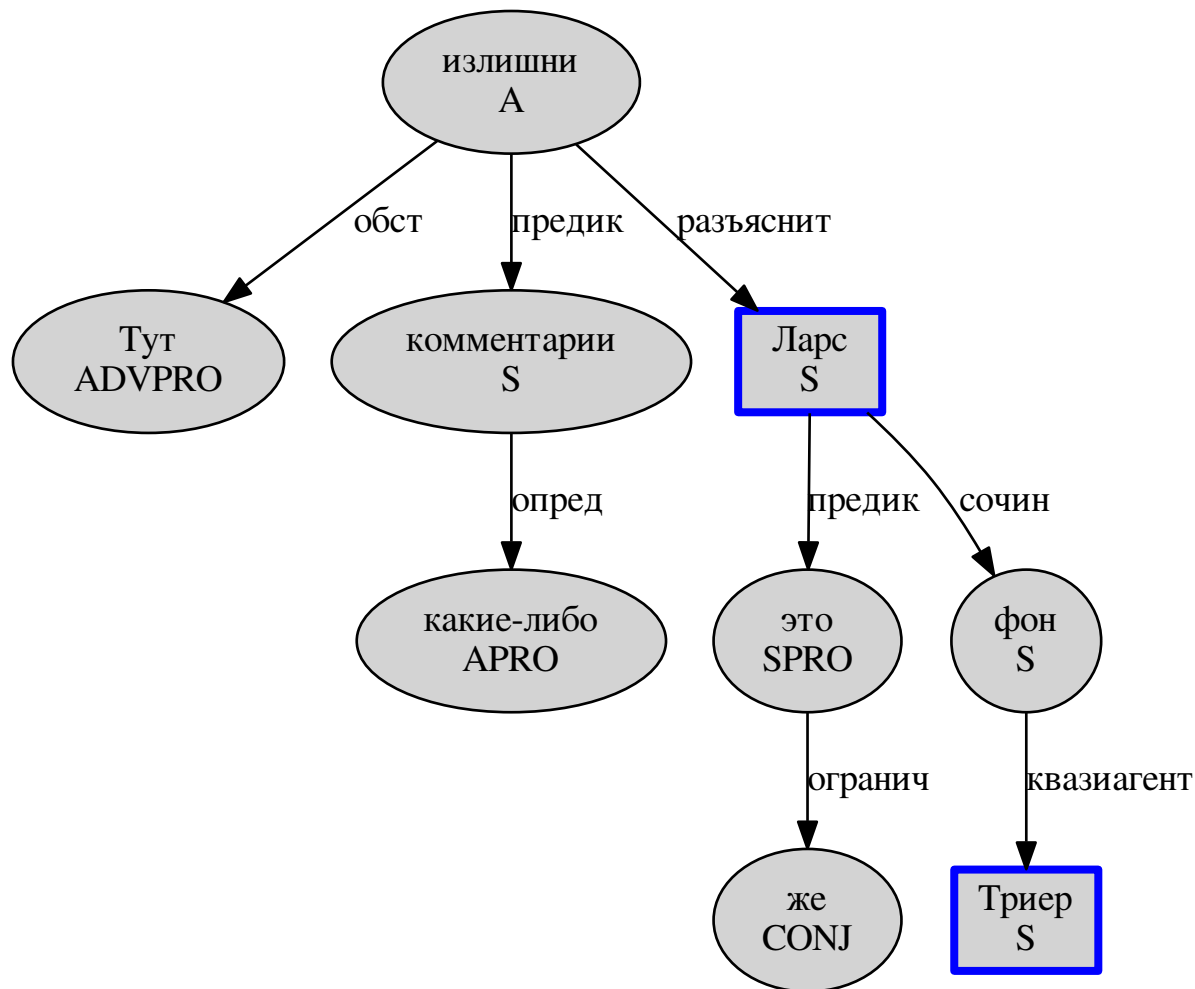 излишни
A
обст
предик
разъяснит
Тут
ADVPRO
комментарии
S
Ларс
S
опред
предик
сочин
какие-либо
APRO
это
SPRO
фон
S
огранич
квазиагент
же
CONJ
Триер
S